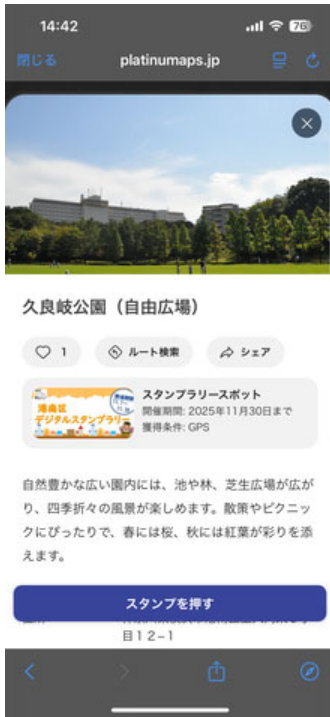 14:42
76
閉じる
platinumaps.jp
久良岐公園（自由広場）
1
ルート検索
シェア
港南区
デジタルスタンプラリー
スタンプラリースポット
開催期間: 2025年11月30日まで
獲得条件: GPS
自然豊かな広い園内には、池や林、芝生広場が広が
り、四季折々の風景が楽しめます。散策やピクニッ
クにぴったりで、春には桜、秋には紅葉が彩りを添
えます。
スタンプを押す
目１２−１